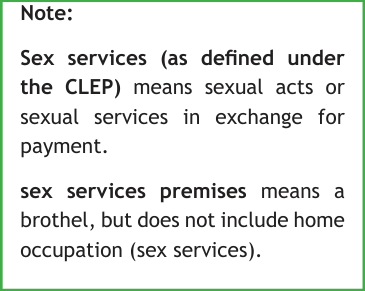 Note:
Sex services (as defined under
the CLEP) means sexual acts or
sexual services in exchange for
payment.
sex services premises means a
brothel, but does not include home
occupation (sex services).